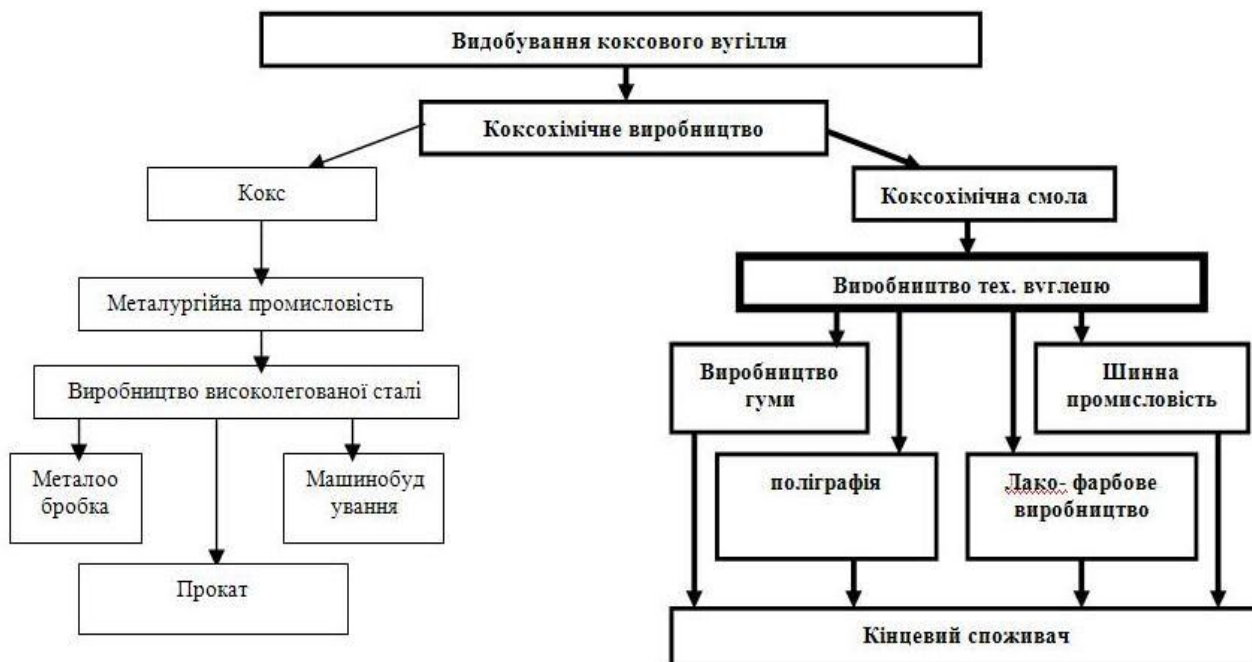 Видобування коксового вугілля
Коксохімічне виробництво
Кокс
Коксохімічна смола
Металургійна промисловість
Виробництво тех. вуглецю
Виробництво високолегованої сталі
Виробництво
гуми
Шинна
промисловість
Металоо
бробка
Машинобуд
ування
поліграфія
Лако- фарбове
виробництво
Прокат
Кінцевий споживач